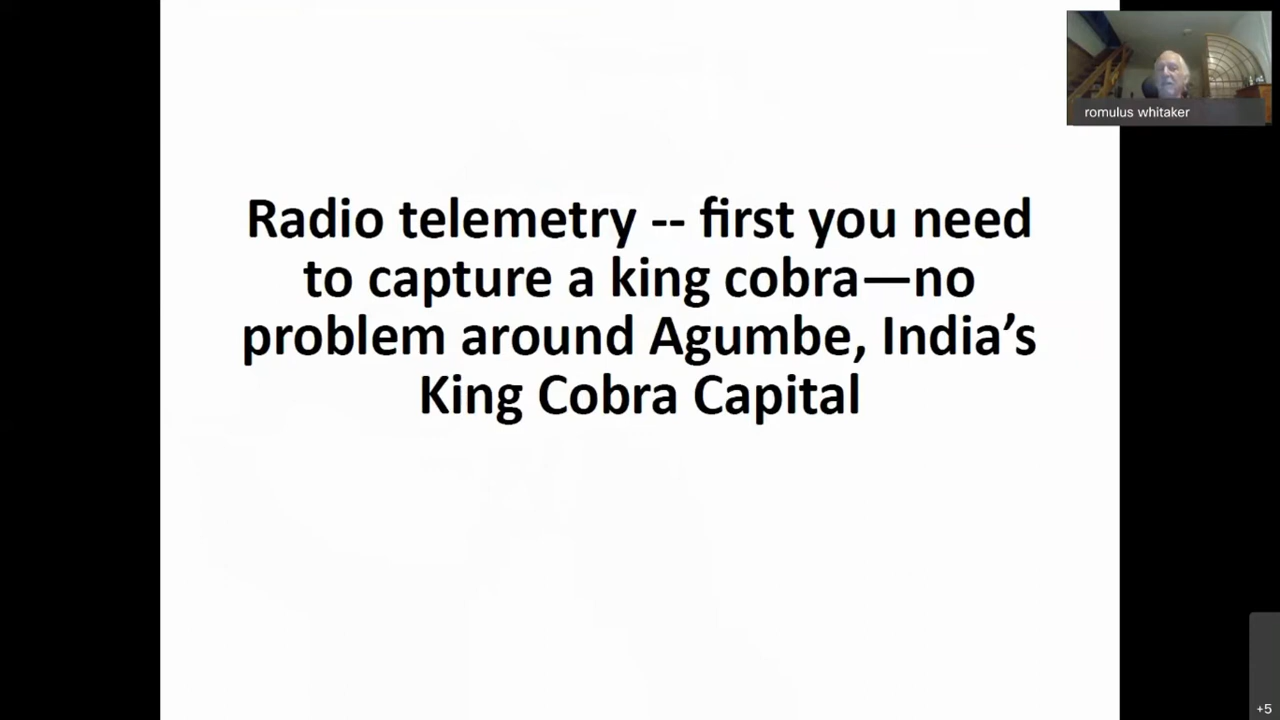 romulus whitaker
Radio telemetry -- first you need
to capture a king cobra—no
problem around Agumbe, India’s
King Cobra Capital
+5